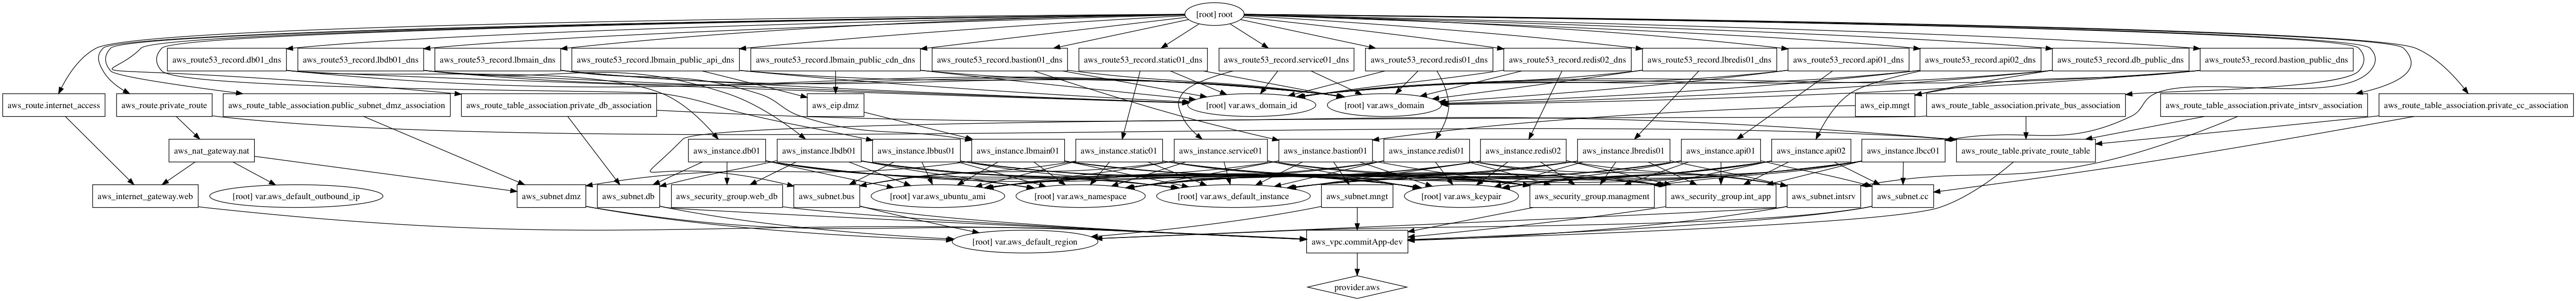 [root] root
aws_route53_record.db01_dns
aws_route53_record.lbdb01_dns
aws_route53_record.lbmain_dns
aws_route53_record.lbmain_public_api_dns
aws_route53_record.lbmain_public_cdn_dns
aws_route53_record.bastion01_dns
aws_route53_record.static01_dns
aws_route53_record.service01_dns
aws_route53_record.redis01_dns
aws_route53_record.redis02_dns
aws_route53_record.lbredis01_dns
aws_route53_record.api01_dns
aws_route53_record.api02_dns
aws_route53_record.db_public_dns
aws_route53_record.bastion_public_dns
aws_route.internet_access
aws_route.private_route
aws_route_table_association.public_subnet_dmz_association
aws_route_table_association.private_db_association
aws_eip.dmz
[root] var.aws_domain_id
[root] var.aws_domain
aws_eip.mngt
aws_route_table_association.private_bus_association
aws_route_table_association.private_intsrv_association
aws_route_table_association.private_cc_association
aws_nat_gateway.nat
aws_instance.db01
aws_instance.lbdb01
aws_instance.lbbus01
aws_instance.lbmain01
aws_instance.static01
aws_instance.service01
aws_instance.bastion01
aws_instance.redis01
aws_instance.redis02
aws_instance.lbredis01
aws_instance.api01
aws_instance.api02
aws_instance.lbcc01
aws_route_table.private_route_table
aws_internet_gateway.web
[root] var.aws_default_outbound_ip
aws_subnet.dmz
aws_subnet.db
aws_security_group.web_db
aws_subnet.bus
[root] var.aws_ubuntu_ami
[root] var.aws_namespace
[root] var.aws_default_instance
aws_subnet.mngt
[root] var.aws_keypair
aws_security_group.managment
aws_security_group.int_app
aws_subnet.intsrv
aws_subnet.cc
[root] var.aws_default_region
aws_vpc.commitApp-dev
provider.aws